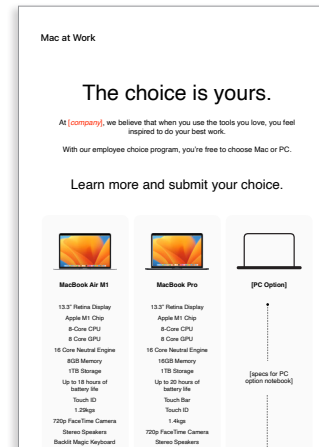 Mac at Work
The choice is yours.
At [company], we believe that when you use the tools you love, you feel
inspired to do your best work.
With our employee choice program, you're free to choose Mac or PC.
Learn more and submit your choice.
MacBook Air M1
13.3" Retina Display
Apple M1 Chip
8-Core CPU
8 Core GPU
16 Core Neutral Engine
8GB Memory
1TB Storage
Up to 18 hours of
battery life
Touch ID
1.29kgs
720p FaceTime Camera
Stereo Speakers
Backlit Magic Keyboard
MacBook Pro
13.3" Retina Display
Apple M1 Chip
8-Core CPU
8 Core GPU
16 Core Neutral Engine
16GB Memory
1TB Storage
Up to 20 hours of
battery life
Touch Bar
Touch ID
1.4kgs
720p FaceTime Camera
Stereo Speakers
[PC Option]
[specs for PC
option notebook]